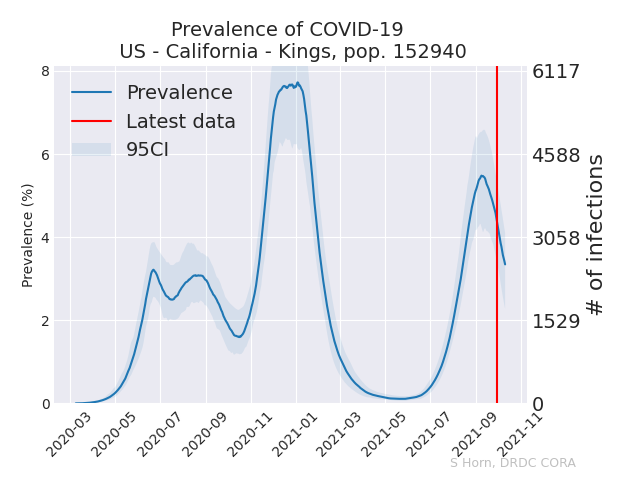 Prevalence of COVID-19
US - California - Kings, pop. 152940
Prevalence
Latest data
95CI
Prevalence (%)
8
6
4
2
0
6117
4588
3058
1529
0
# of infections
2020-03
2020-05
2020-07
2020-09
2020-11
2021-01
2021-03
2021-05
2021-07
2021-09
2021-11
S Horn, DRDC CORA